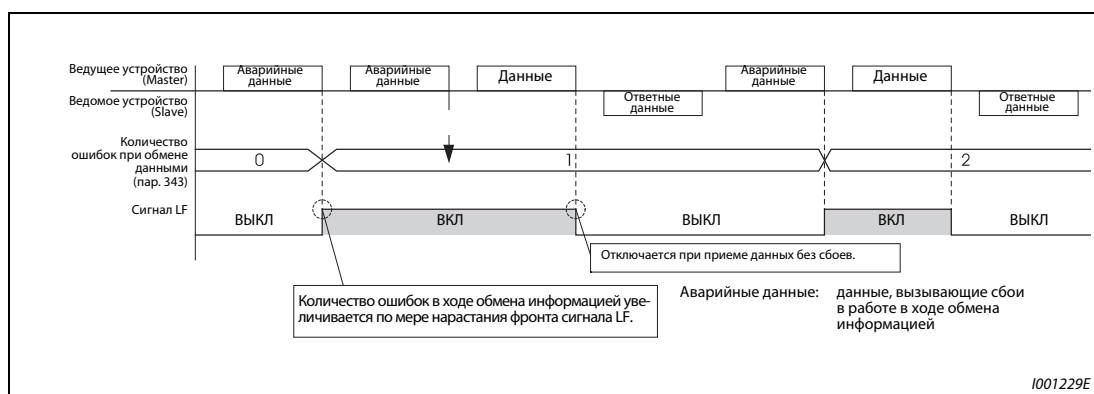 Ведущее устройство
(Master)
Аварийные
данные
Аварийные
данные
Данные
Аварийные
данные
Данные
Ведомое устройство
(Slave)
Ответные
данные
Ответные
данные
Количество
ошибок при обмене
данными
(пар. 343)
0
1
2
Сигнал LF
ВЫКЛ
ВКЛ
ВЫКЛ
ВКЛ
ВЫКЛ
Отключается при приеме данных без сбоев.
Количество ошибок в ходе обмена информацией уве-
личивается по мере нарастания фронта сигнала LF.
Аварийные данные: данные, вызывающие сбои
в работе в ходе обмена
информацией
I001229E